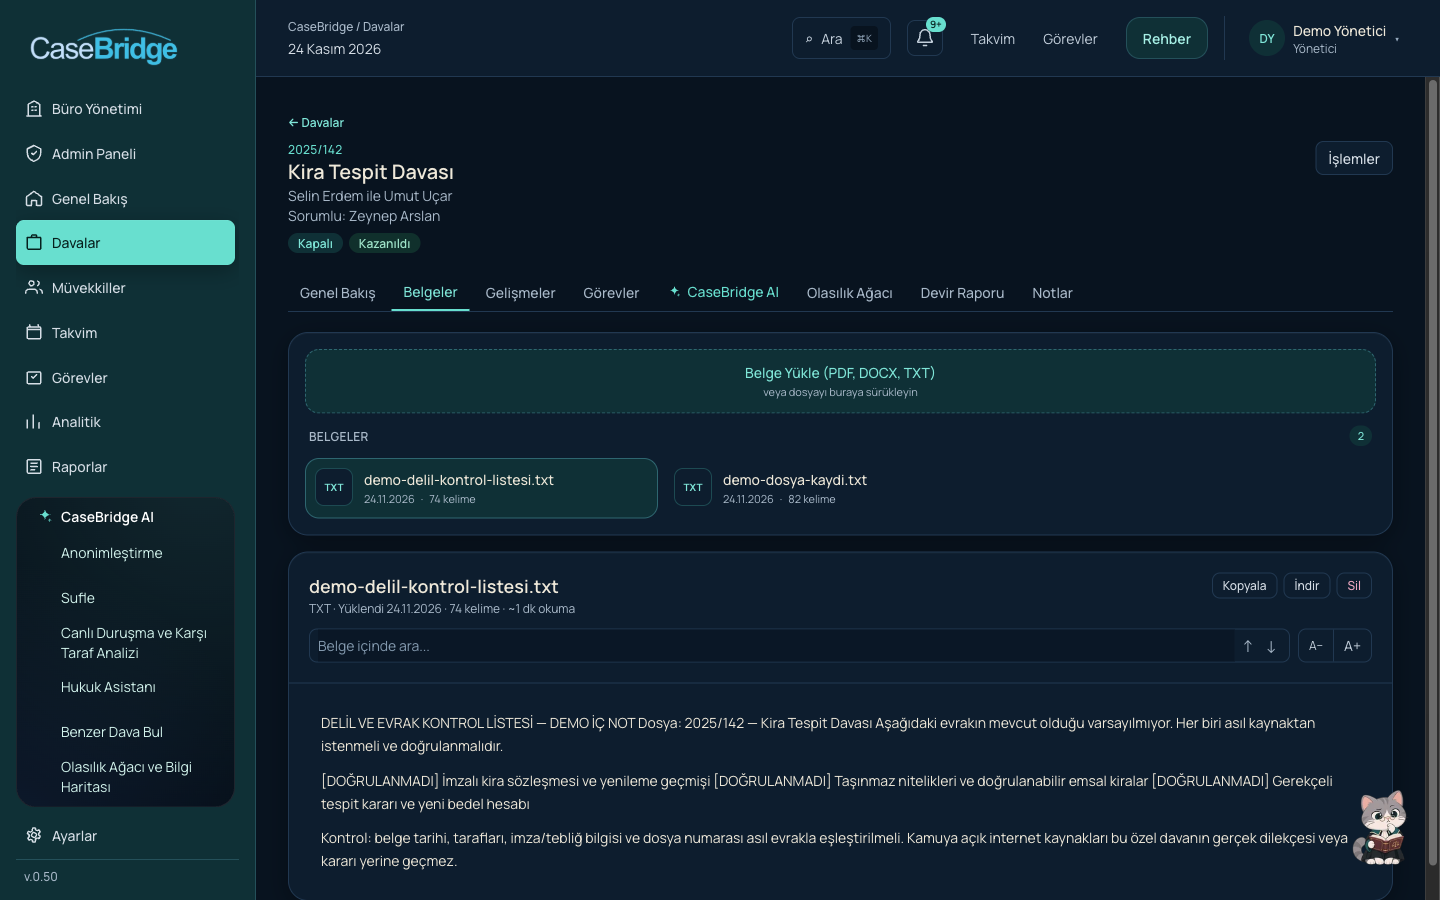 CaseBridge
Büro Yönetimi
Admin Paneli
Genel Bakış
Davalar
Müvekkiller
Takvim
Görevler
Analitik
Raporlar
CaseBridge AI
Anonimleştirme
Sufle
Canlı Duruşma ve Karşı
Taraf Analizi
Hukuk Asistanı
Benzer Dava Bul
Olasılık Ağacı ve Bilgi
Haritası
Ayarlar
v.0.50
CaseBridge / Davalar
24 Kasım 2026
Ara ⌘K
9+
Takvim
Görevler
Rehber
DY
Demo Yönetici
Yönetici
← Davalar
2025/142
Kira Tespit Davası
Selin Erdem ile Umut Uçar
Sorumlu: Zeynep Arslan
Kapalı Kazanıldı
İşlemler
Genel Bakış Belgeler Gelişmeler Görevler CaseBridge AI Olasılık Ağacı Devir Raporu Notlar
Belge Yükle (PDF, DOCX, TXT)
veya dosyayı buraya sürükleyin
BELGELER 2
TXT
demo-delil-kontrol-listesi.txt
24.11.2026 · 74 kelime
TXT
demo-dosya-kaydi.txt
24.11.2026 · 82 kelime
demo-delil-kontrol-listesi.txt
TXT · Yüklendi 24.11.2026 · 74 kelime · ~1 dk okuma
Kopyala İndir Sil
Belge içinde ara... ↑ ↓ A− A+
DELİL VE EVRAK KONTROL LİSTESİ — DEMO İÇ NOT Dosya: 2025/142 — Kira Tespit Davası Aşağıdaki evrakın mevcut olduğu varsayılmıyor. Her biri asıl kaynaktan
istenmeli ve doğrulanmalıdır.
[DOĞRULANMADI] İmzalı kira sözleşmesi ve yenileme geçmişi [DOĞRULANMADI] Taşınmaz nitelikleri ve doğrulanabilir emsal kiralar [DOĞRULANMADI] Gerekçeli
tespit kararı ve yeni bedel hesabı
Kontrol: belge tarihi, tarafları, imza/tebliğ bilgisi ve dosya numarası asıl evrakla eşleştirilmeli. Kamuya açık internet kaynakları bu özel davanın gerçek dilekçesi veya
kararı yerine geçmez.